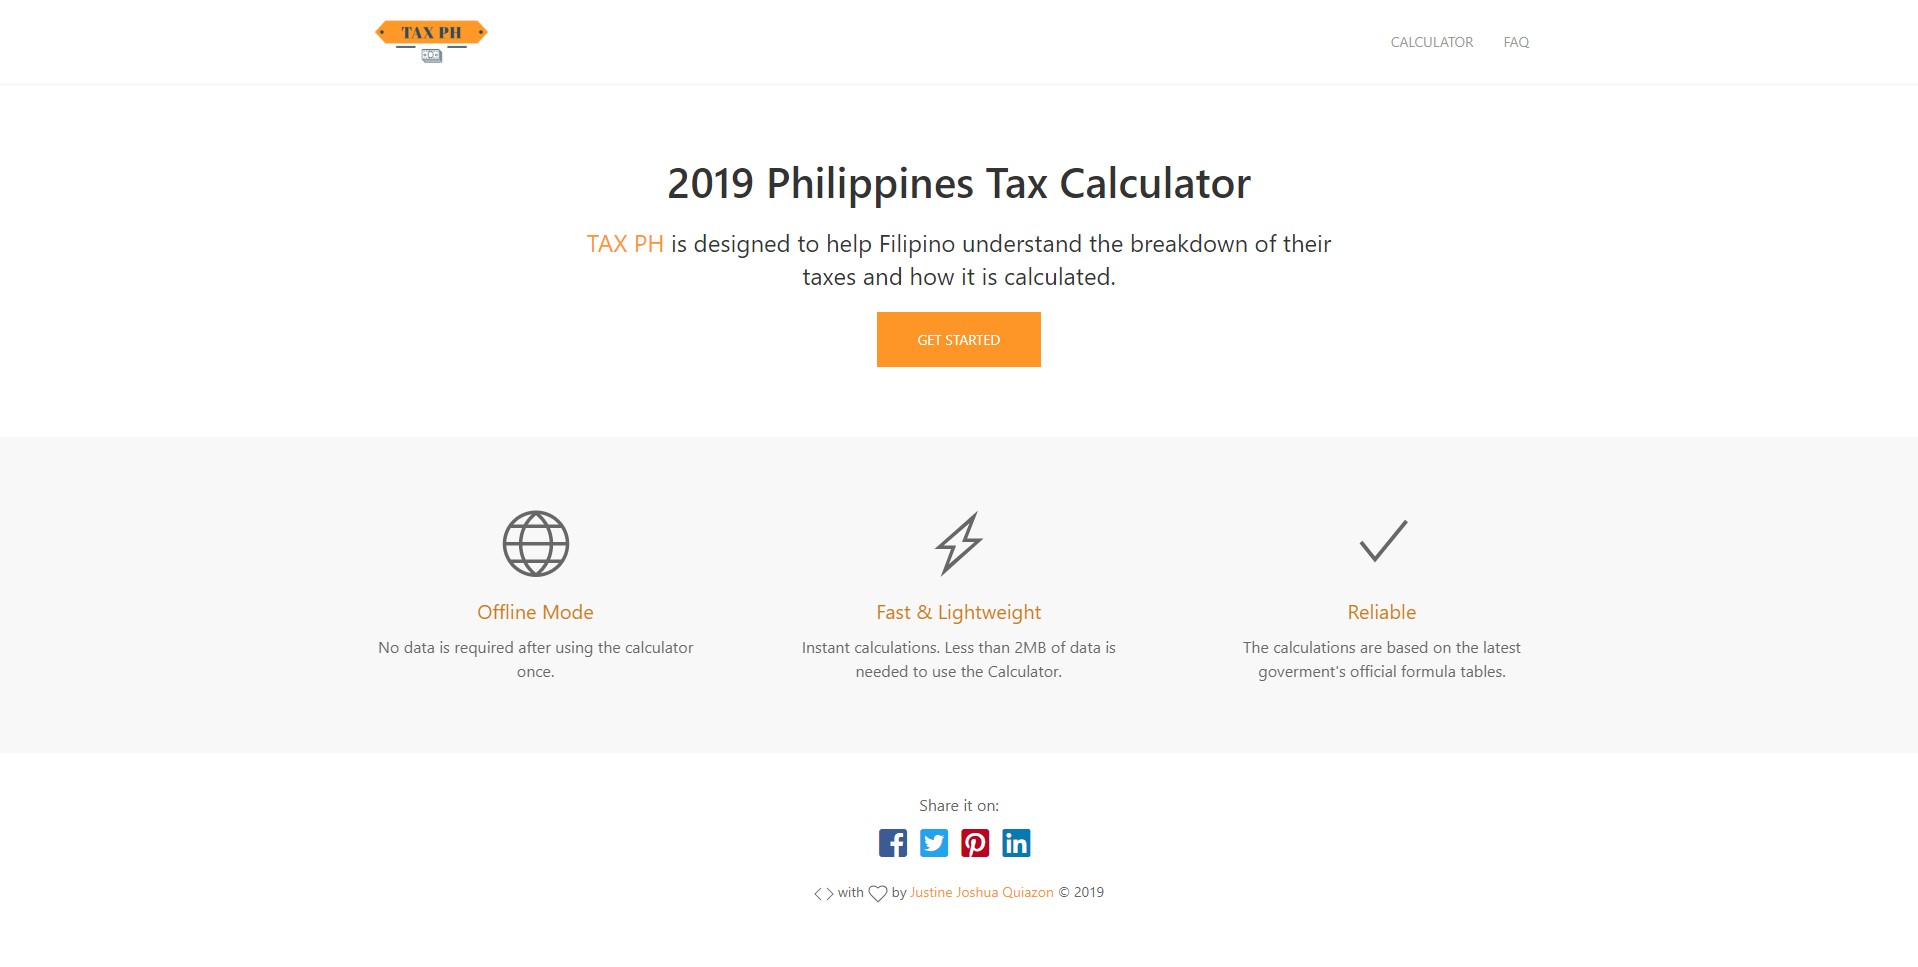 TAX PH
CALCULATOR
FAQ
2019 Philippines Tax Calculator
TAX PH is designed to help Filipino understand the breakdown of their
taxes and how it is calculated.
GET STARTED
Offline Mode
No data is required after using the calculator
once.
Fast & Lightweight
Instant calculations. Less than 2MB of data is
needed to use the Calculator.
Reliable
The calculations are based on the latest
goverment's official formula tables.
Share it on:
with by Justine Joshua Quiazon © 2019